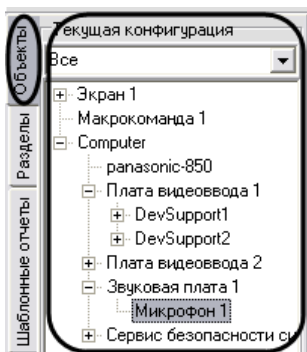 Текущая конфигурация
Все
Экран 1
Макрокоманда 1
Computer
panasonic-850
Плата видеоввода 1
DevSupport1
DevSupport2
Плата видеоввода 2
Звуковая плата 1
Микрофон 1
Сервис безопасности си
Объекты
Разделы
Шаблонные отчеты